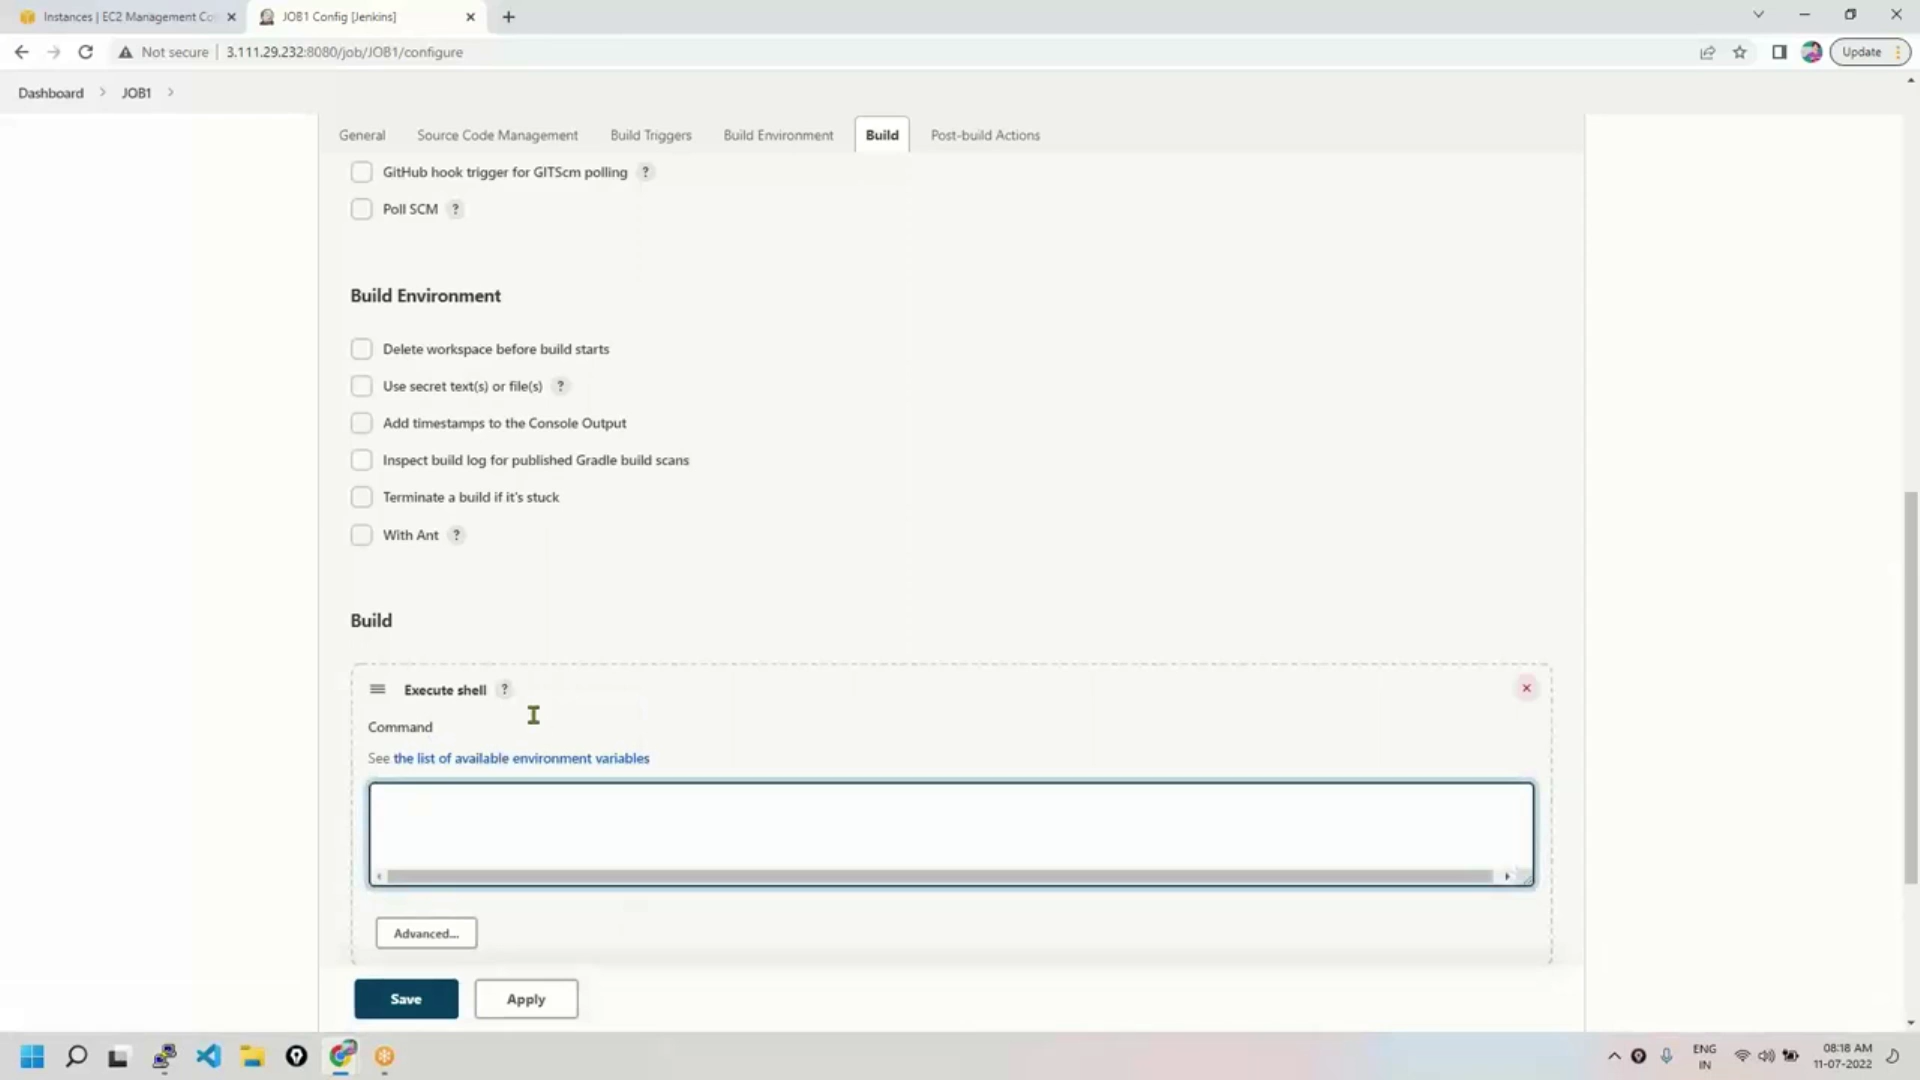 Instances | EC2 Management Co
JOB1 Config [Jenkins]
Not secure
3.111.29.232:8080/job/JOB1/configure
Update
Dashboard
JOB1
General
Source Code Management
Build Triggers
Build Environment
Build
Post-build Actions
GitHub hook trigger for GITScm polling ?
Poll SCM ?
Build Environment
Delete workspace before build starts
Use secret text(s) or file(s) ?
Add timestamps to the Console Output
Inspect build log for published Gradle build scans
Terminate a build if it's stuck
With Ant ?
Build
Execute shell ?
Command
See the list of available environment variables
Advanced...
Save
Apply
ENG
IN
08:18 AM
11-07-2022